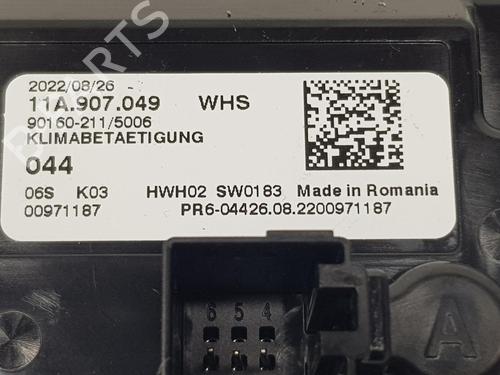 2022/08/26
11A.907.049 WHS
90160-211/5006
KLIMABETAETIGUNG
044
06S K03 HWH02 SW0183 Made in Romania
00971187 PR6-04426.08.2200971187
6 5 4
A